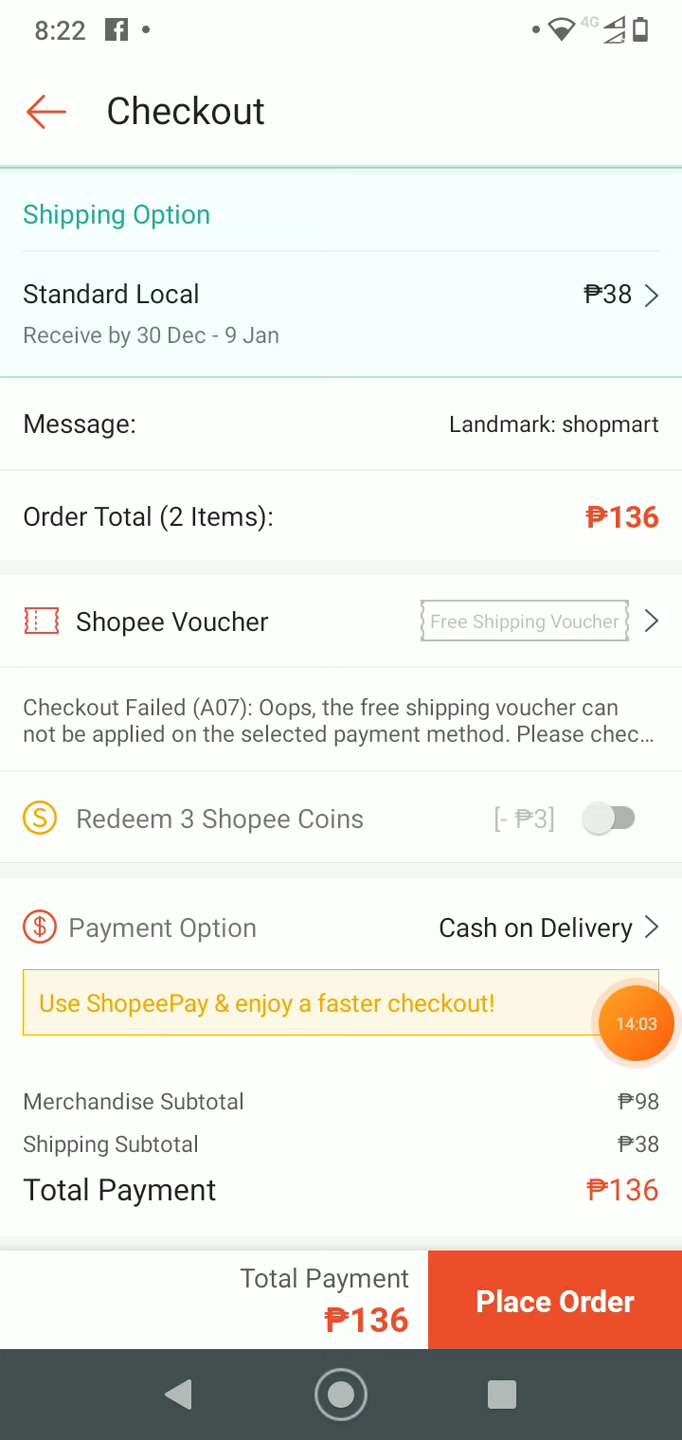 8:22
4G
Checkout
Shipping Option
Standard Local ₱38
Receive by 30 Dec - 9 Jan
Message: Landmark: shopmart
Order Total (2 Items): ₱136
Shopee Voucher Free Shipping Voucher
Checkout Failed (A07): Oops, the free shipping voucher can
not be applied on the selected payment method. Please chec...
S Redeem 3 Shopee Coins [- ₱3]
$ Payment Option Cash on Delivery
Use ShopeePay & enjoy a faster checkout!
14:03
Merchandise Subtotal ₱98
Shipping Subtotal ₱38
Total Payment ₱136
Total Payment
₱136
Place Order